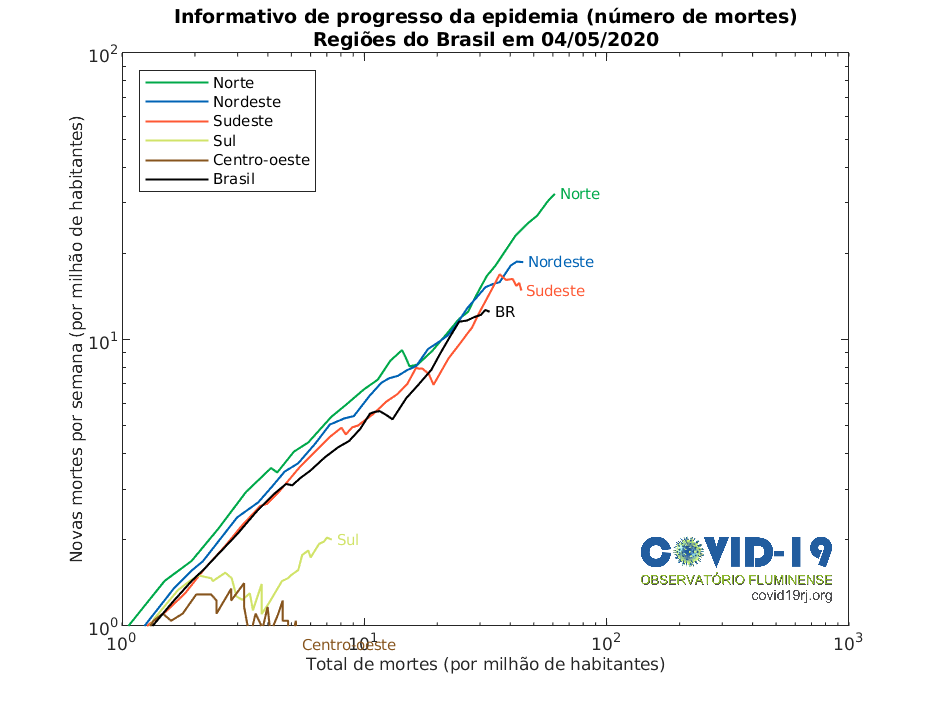 Informativo de progresso da epidemia (número de mortes)
Regiões do Brasil em 04/05/2020
10²
Norte
Nordeste
Sudeste
Sul
Centro-oeste
Brasil
Novas mortes por semana (por milhão de habitantes)
Norte
Nordeste
Sudeste
BR
10¹
Sul
COVID-19
OBSERVATÓRIO FLUMINENSE
covid19rj.org
10⁰
10⁰
10¹
10²
10³
Centro-oeste
Total de mortes (por milhão de habitantes)